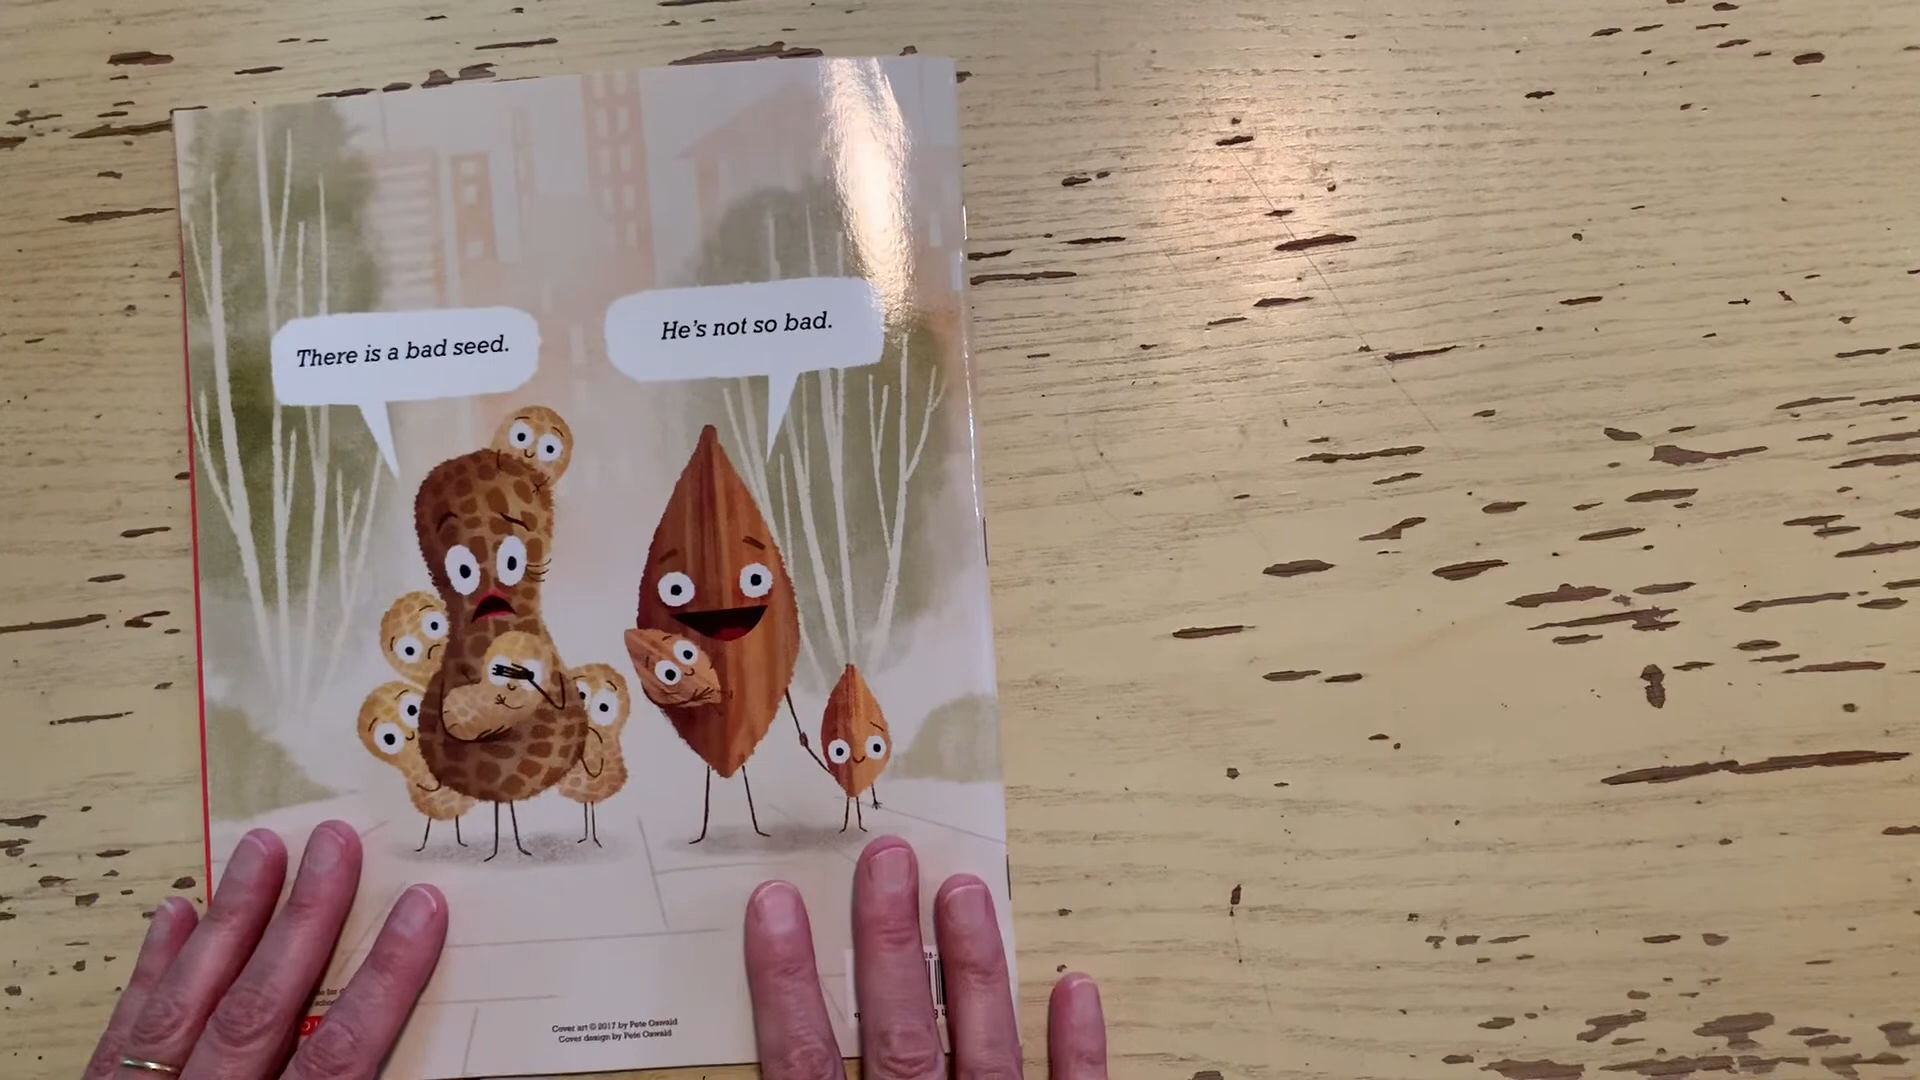 There is a bad seed.
He's not so bad.
Cover art © 2017 by Pete Oswald
Cover design by Pete Oswald